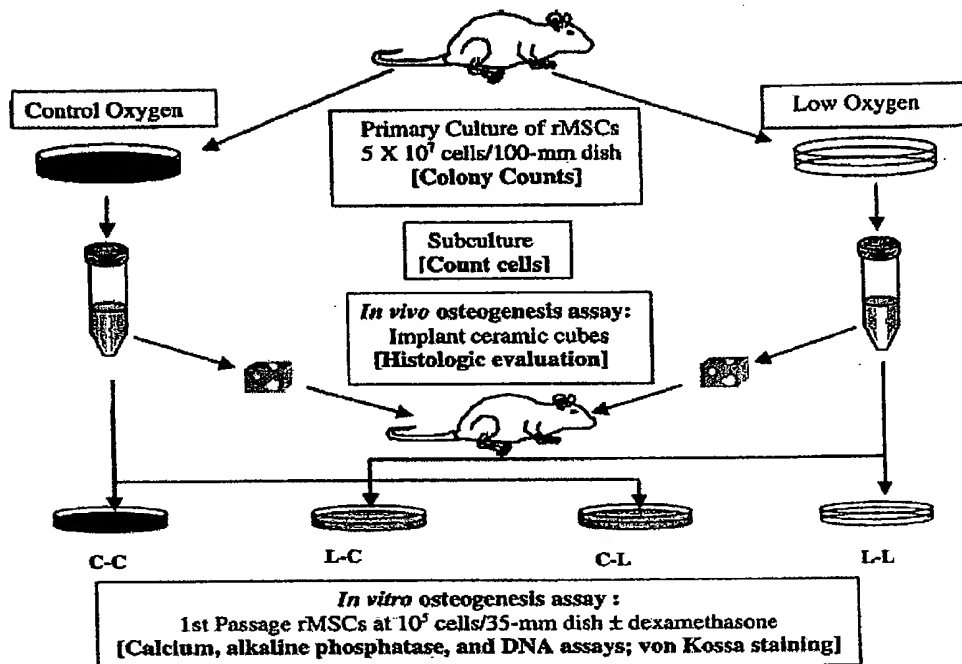 Control Oxygen
Low Oxygen
Primary Culture of rMSCs
5 X 10⁷ cells/100-mm dish
[Colony Counts]
Subculture
[Count cells]
In vivo osteogenesis assay:
Implant ceramic cubes
[Histologic evaluation]
C-C
L-C
C-L
L-L
In vitro osteogenesis assay :
1st Passage rMSCs at 10⁵ cells/35-mm dish ± dexamethasone
[Calcium, alkaline phosphatase, and DNA assays; von Kossa staining]